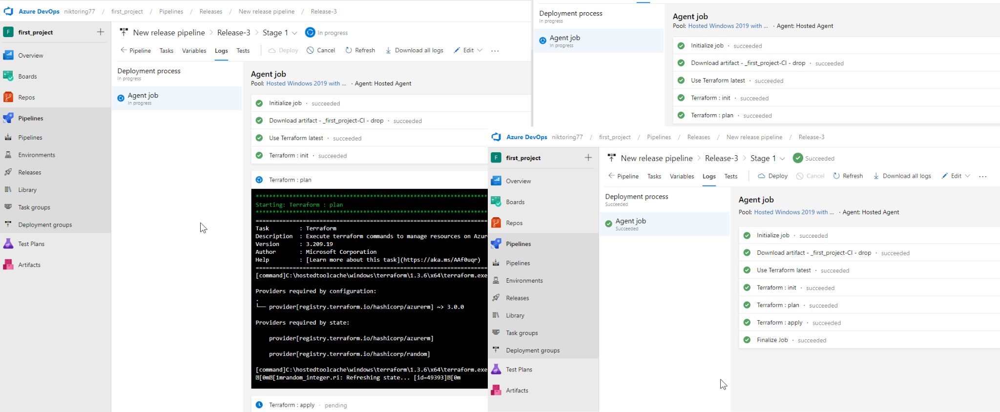 Azure DevOps niktoring77 / first_project / Pipelines / Releases / New release pipeline / Release-3
F first_project +
Overview
Boards
Repos
Pipelines
Pipelines
Environments
Releases
Library
Task groups
Deployment groups
Test Plans
Artifacts
New release pipeline > Release-3 > Stage 1 In progress
← Pipeline Tasks Variables Logs Tests Deploy Cancel Refresh Download all logs Edit ...
Deployment process
In progress
Agent job
In progress
Agent job
Pool: Hosted Windows 2019 with ... · Agent: Hosted Agent
Initialize job · succeeded
Download artifact - _first_project-CI - drop · succeeded
Use Terraform latest · succeeded
Terraform : init · succeeded
Terraform : plan
Starting: Terraform : plan
Task : Terraform
Description : Execute terraform commands to manage resources on Azur
Version : 3.209.19
Author : Microsoft Corporation
Help : [Learn more about this task](https://aka.ms/AAf0uqr)
[command]C:\hostedtoolcache\windows\terraform\1.3.6\x64\terraform.exe
Providers required by configuration:
.
└── provider[registry.terraform.io/hashicorp/azurerm] ~> 3.0.0
Providers required by state:
provider[registry.terraform.io/hashicorp/azurerm]
provider[registry.terraform.io/hashicorp/random]
[command]C:\hostedtoolcache\windows\terraform\1.3.6\x64\terraform.exe
[0m[1mrandom_integer.ri: Refreshing state... [id=49393][0m
Terraform : apply · pending
Deployment process
In progress
Agent job
In progress
Agent job
Pool: Hosted Windows 2019 with ... · Agent: Hosted Agent
Initialize job · succeeded
Download artifact - _first_project-CI - drop · succeeded
Use Terraform latest · succeeded
Terraform : init · succeeded
Terraform : plan · succeeded
Azure DevOps niktoring77 / first_project / Pipelines / Releases / New release pipeline / Release-3
F first_project +
Overview
Boards
Repos
Pipelines
Pipelines
Environments
Releases
Library
Task groups
Deployment groups
Test Plans
Artifacts
New release pipeline > Release-3 > Stage 1 Succeeded
← Pipeline Tasks Variables Logs Tests Deploy Cancel Refresh Download all logs Edit ...
Deployment process
Succeeded
Agent job
Succeeded
Agent job
Pool: Hosted Windows 2019 with ... · Agent: Hosted Agent
Initialize job · succeeded
Download artifact - _first_project-CI - drop · succeeded
Use Terraform latest · succeeded
Terraform : init · succeeded
Terraform : plan · succeeded
Terraform : apply · succeeded
Finalize Job · succeeded